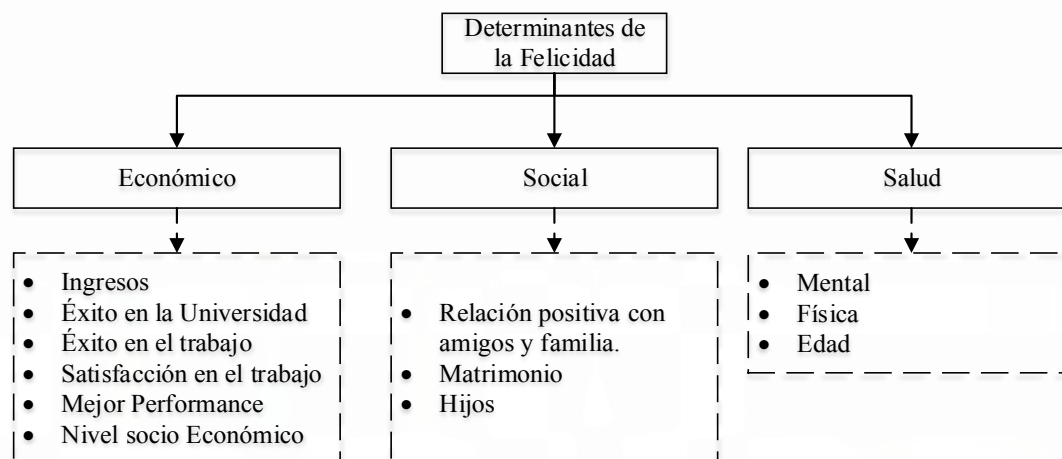 Determinantes de
la Felicidad
Económico
Social
Salud
• Ingresos
• Éxito en la Universidad
• Éxito en el trabajo
• Satisfacción en el trabajo
• Mejor Performance
• Nivel socio Económico
• Relación positiva con
amigos y familia.
• Matrimonio
• Hijos
• Mental
• Física
• Edad